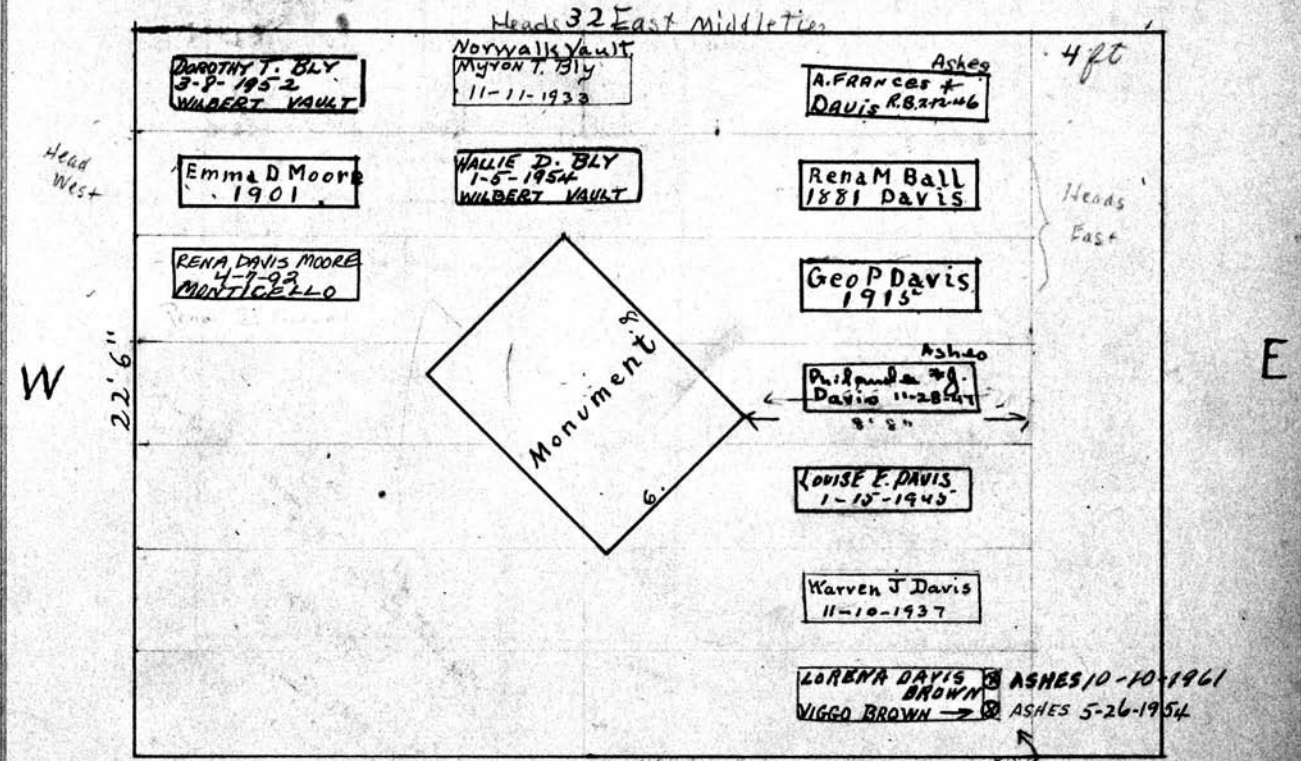 Heads 32 East Middletier
4 ft
DOROTHY T. BLY
3-8-1952
WILBERT VAULT
Norwalk Vault
Myron T. Bly
11-11-1933
Ashes
A. FRANCES *
DAVIS R.B. 2-12-46
Head
West
Emma D Moore
1901
HALLIE D. BLY
1-5-1954
WILBERT VAULT
Rena M Ball
1881 Davis
Heads
East
RENA DAVIS MOORE
4-7-92
MONTICELLO
Geo P Davis
1915
W
22' 6"
Monument
6.
Ashes
Davis 11-28-47
8' 8"
E
LOUISE E. DAVIS
1-15-1945
Warren J Davis
11-10-1937
LORENA DAVIS
BROWN ASHES 10-10-1961
VIGGO BROWN → ASHES 5-26-1954